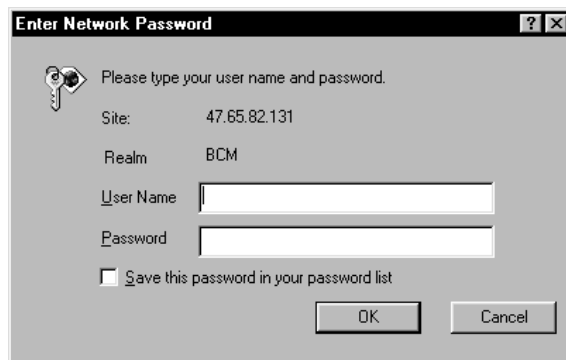 Enter Network Password
Please type your user name and password.
Site: 47.65.82.131
Realm BCM
User Name
Password
Save this password in your password list
OK Cancel